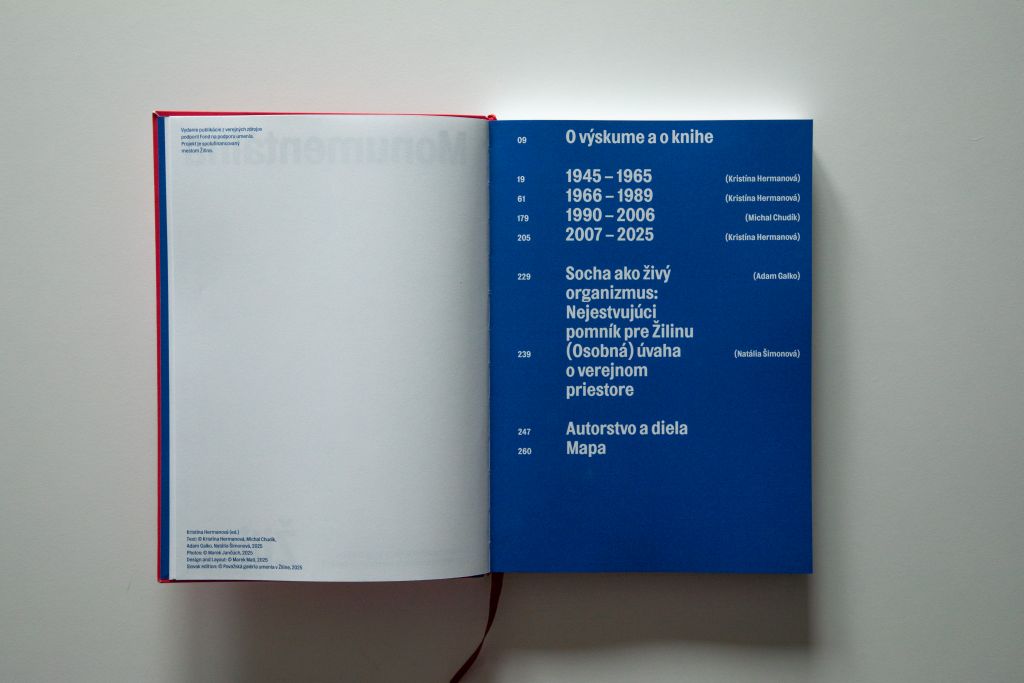 Vydanie publikácie z verejných zdrojov
podporil Fond na podporu umenia.
Projekt je spolufinancovaný
mestom Žilina.
Kristína Hermanová (ed.)
Text: © Kristína Hermanová, Michal Chudík,
Adam Galko, Natália Šimonová, 2025
Photos: © Marek Jančúch, 2025
Design and Layout: © Marek Mati, 2025
Slovak edition: © Považská galéria umenia v Žiline, 2025
09 O výskume a o knihe
19 1945 – 1965 (Kristína Hermanová)
61 1966 – 1989 (Kristína Hermanová)
179 1990 – 2006 (Michal Chudík)
205 2007 – 2025 (Kristína Hermanová)
229 Socha ako živý (Adam Galko)
organizmus:
Nejestvujúci
pomník pre Žilinu
239 (Osobná) úvaha (Natália Šimonová)
o verejnom
priestore
247 Autorstvo a diela
260 Mapa